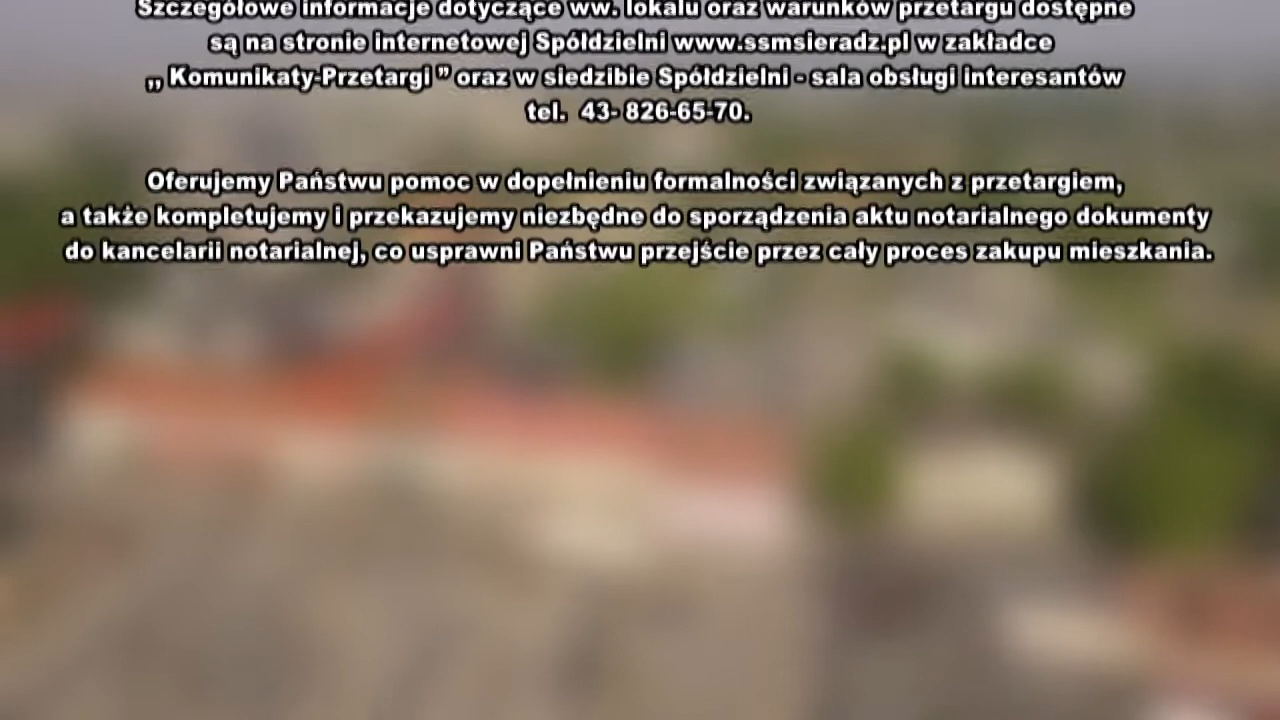 Szczegółowe informacje dotyczące ww. lokalu oraz warunków przetargu dostępne
są na stronie internetowej Spółdzielni www.ssmsieradz.pl w zakładce
,, Komunikaty-Przetargi ” oraz w siedzibie Spółdzielni - sala obsługi interesantów
tel.  43- 826-65-70.
Oferujemy Państwu pomoc w dopełnieniu formalności związanych z przetargiem,
a także kompletujemy i przekazujemy niezbędne do sporządzenia aktu notarialnego dokumenty
do kancelarii notarialnej, co usprawni Państwu przejście przez cały proces zakupu mieszkania.